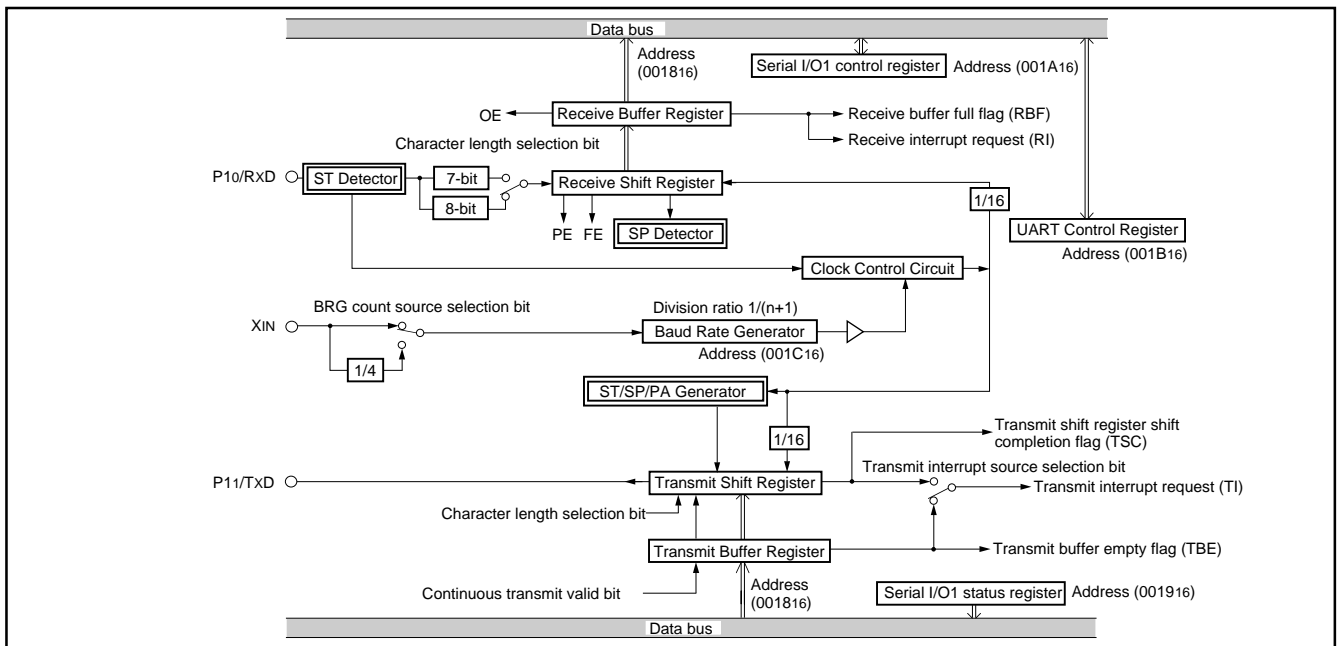 Data bus
Address
(001816)
Serial I/O1 control register
Address (001A16)
OE
Receive Buffer Register
Receive buffer full flag (RBF)
Receive interrupt request (RI)
Character length selection bit
P10/RXD
ST Detector
7-bit
8-bit
Receive Shift Register
1/16
PE
FE
SP Detector
UART Control Register
Address (001B16)
Clock Control Circuit
BRG count source selection bit
Division ratio 1/(n+1)
XIN
Baud Rate Generator
Address (001C16)
1/4
ST/SP/PA Generator
1/16
Transmit shift register shift
completion flag (TSC)
Transmit interrupt source selection bit
P11/TXD
Transmit Shift Register
Transmit interrupt request (TI)
Character length selection bit
Transmit Buffer Register
Transmit buffer empty flag (TBE)
Continuous transmit valid bit
Address
(001816)
Serial I/O1 status register
Address (001916)
Data bus